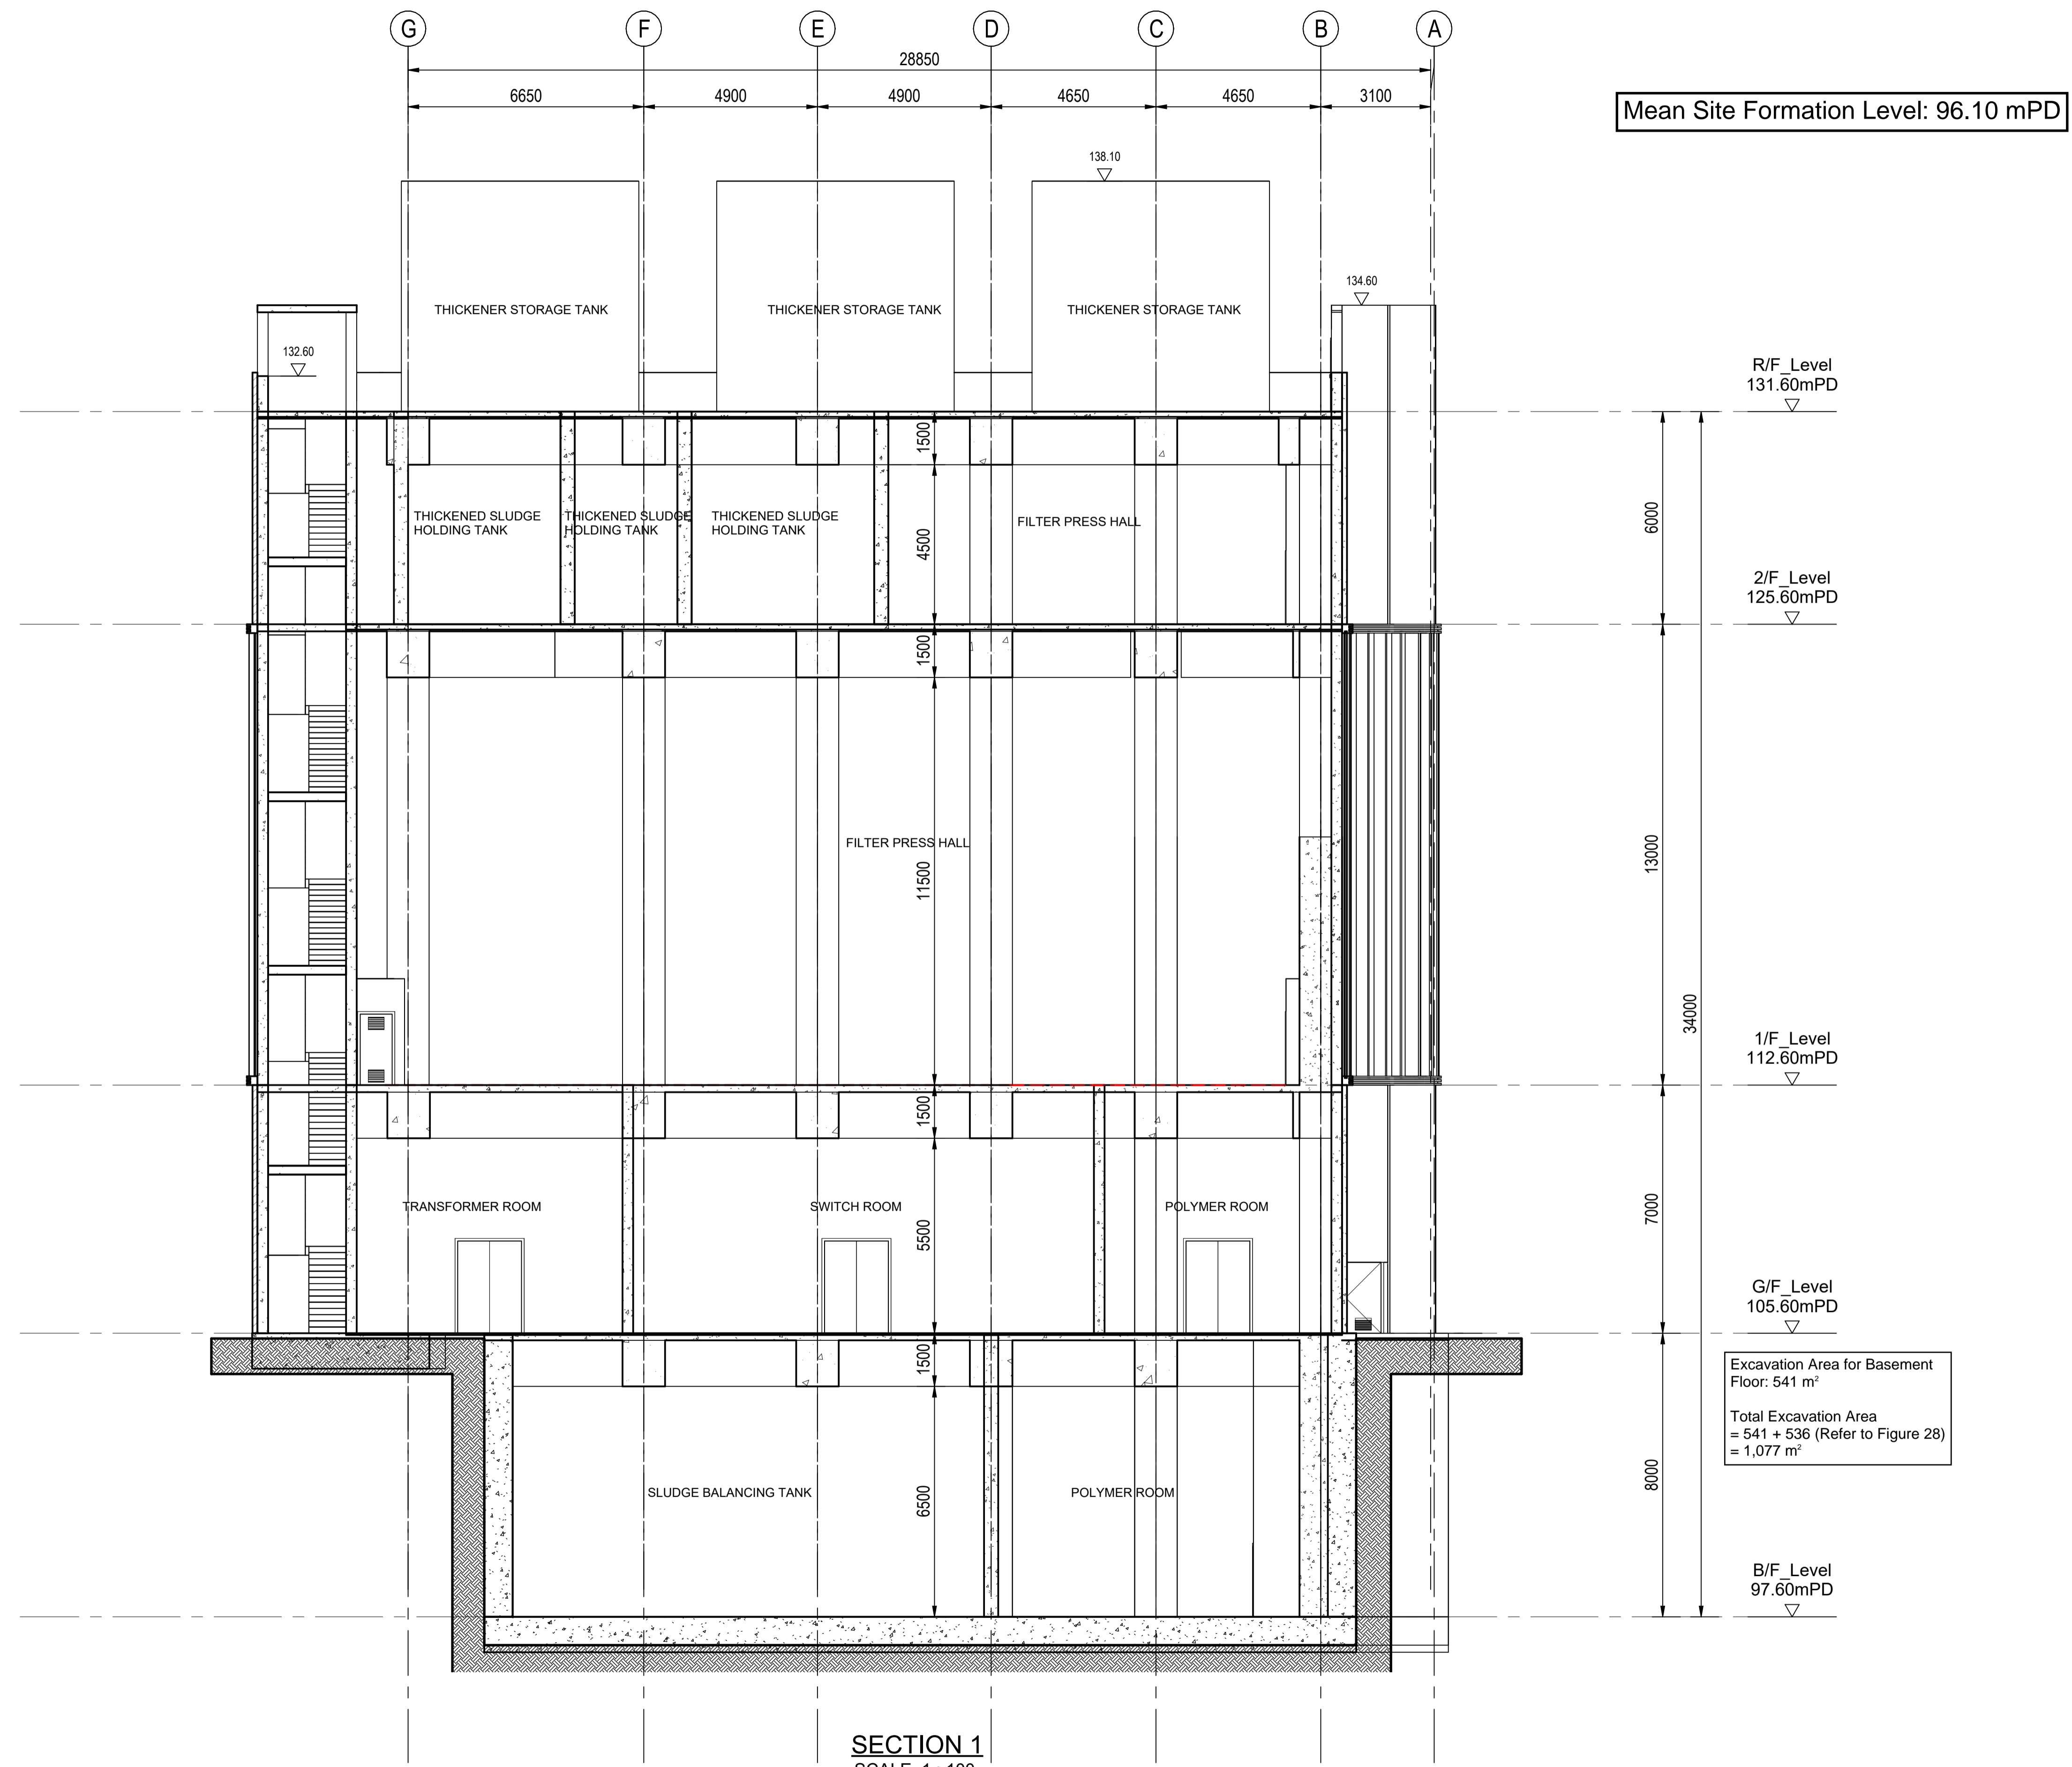 G F E D C B A
28850
6650 4900 4900 4650 4650 3100
Mean Site Formation Level: 96.10 mPD
138.10
134.60
THICKENER STORAGE TANK
THICKENER STORAGE TANK
THICKENER STORAGE TANK
132.60
R/F_Level
131.60mPD
1500
THICKENED SLUDGE
HOLDING TANK
THICKENED SLUDGE
HOLDING TANK
THICKENED SLUDGE
HOLDING TANK
4500
FILTER PRESS HALL
6000
2/F_Level
125.60mPD
1500
FILTER PRESS HALL
11500
13000
34000
1/F_Level
112.60mPD
1500
TRANSFORMER ROOM
SWITCH ROOM
POLYMER ROOM
5500
7000
G/F_Level
105.60mPD
1500
Excavation Area for Basement
Floor: 541 m²
Total Excavation Area
= 541 + 536 (Refer to Figure 28)
= 1,077 m²
SLUDGE BALANCING TANK
6500
POLYMER ROOM
8000
B/F_Level
97.60mPD
SECTION 1